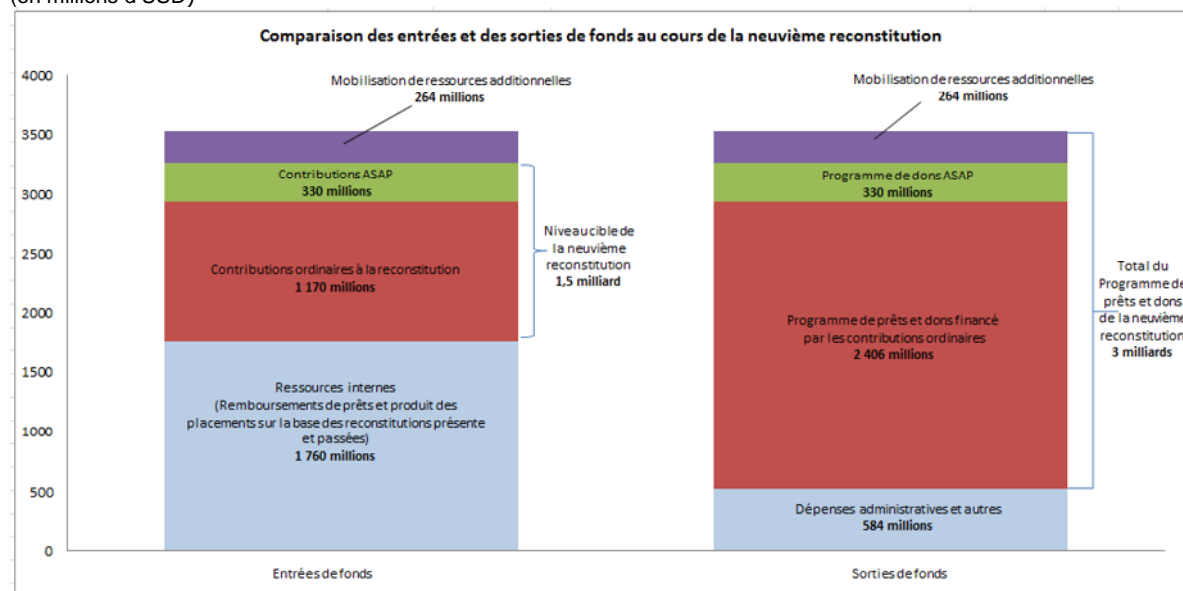 (en millions d'USD)
Comparaison des entrées et des sorties de fonds au cours de la neuvième reconstitution
4000
3500
3000
2500
2000
1500
1000
500
0
Mobilisation de ressources additionnelles
264 millions
Contributions ASAP
330 millions
Contributions ordinaires à la reconstitution
1 170 millions
Ressources internes
(Remboursements de prêts et produit des
placements sur la base des reconstitutions présente
et passées)
1 760 millions
Niveau cible de
la neuvième
reconstitution
1,5 milliard
Entrées de fonds
Mobilisation de ressources additionnelles
264 millions
Programme de dons ASAP
330 millions
Programme de prêts et dons financé
par les contributions ordinaires
2 406 millions
Dépenses administratives et autres
584 millions
Total du
Programme de
prêts et dons
de la neuvième
reconstitution
3 milliards
Sorties de fonds